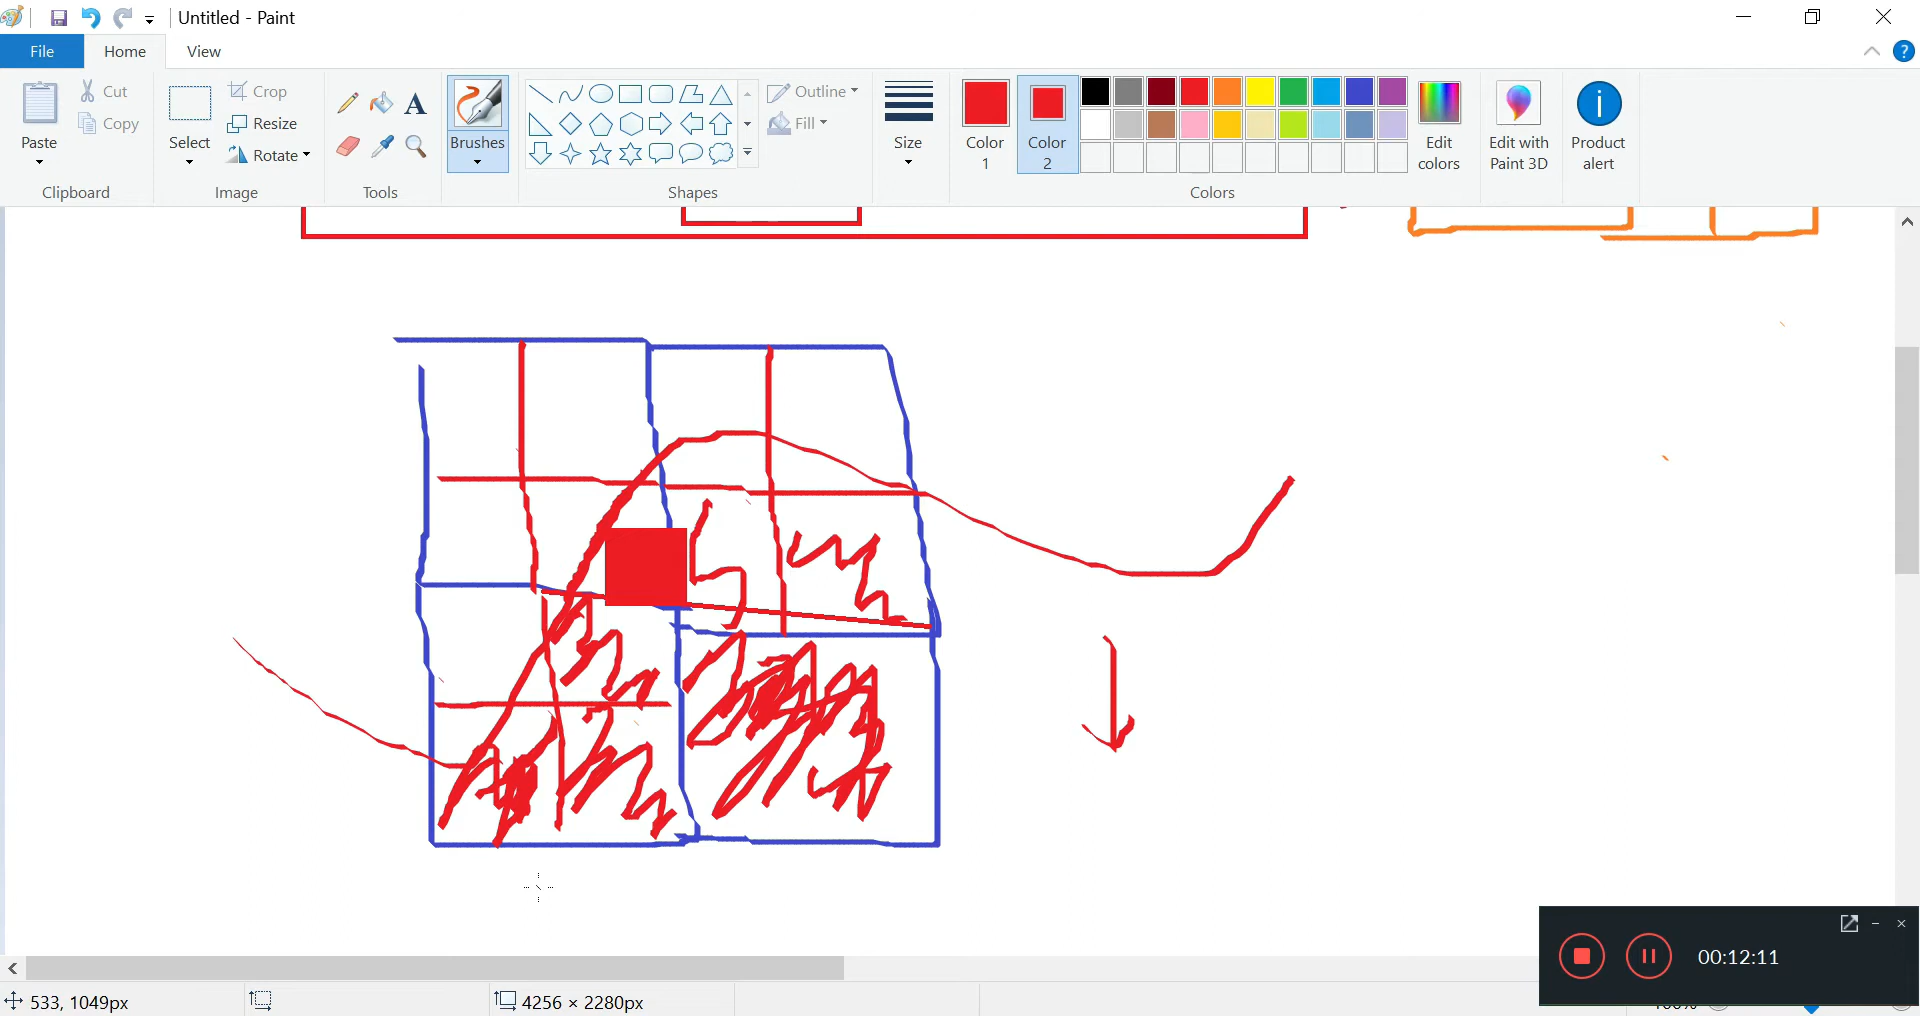 Untitled - Paint
File Home View
Paste
Cut
Copy
Clipboard
Select
Crop
Resize
Rotate
Image
Tools
Brushes
Shapes
Outline
Fill
Size
Color 1
Color 2
Colors
Edit colors
Edit with Paint 3D
Product alert
00:12:11
533, 1049px
4256 × 2280px